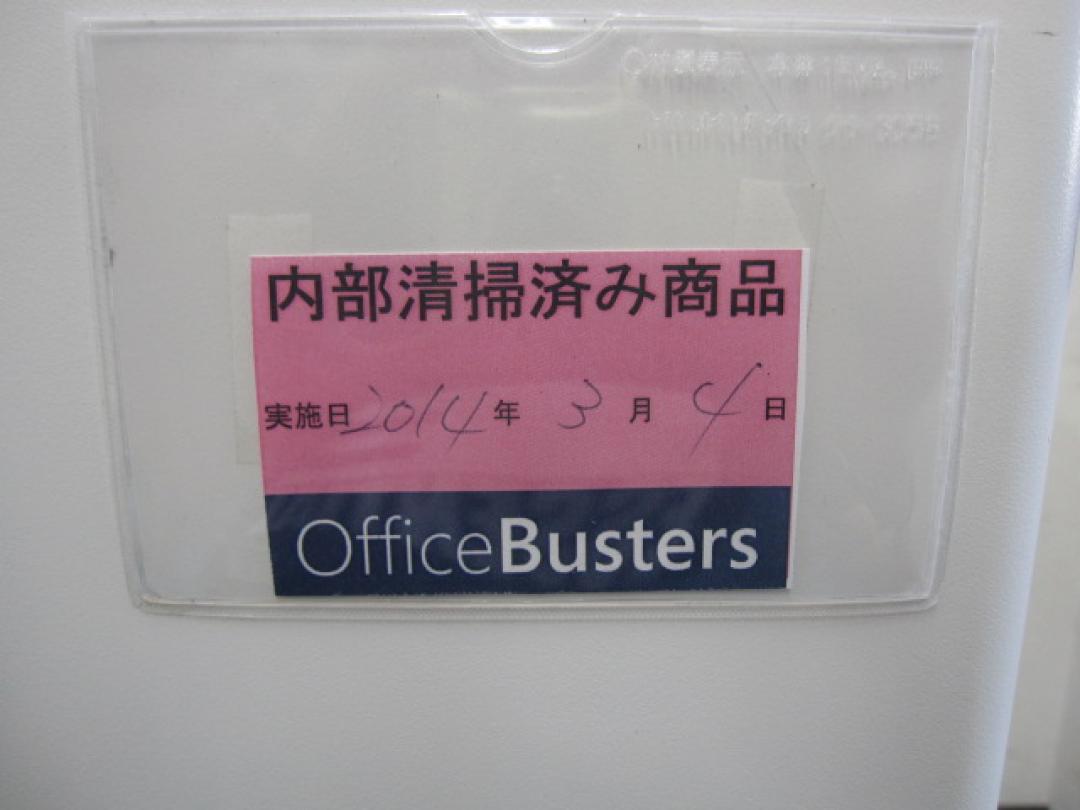 内部清掃済み商品
実施日2014年 3月 4日
OfficeBusters